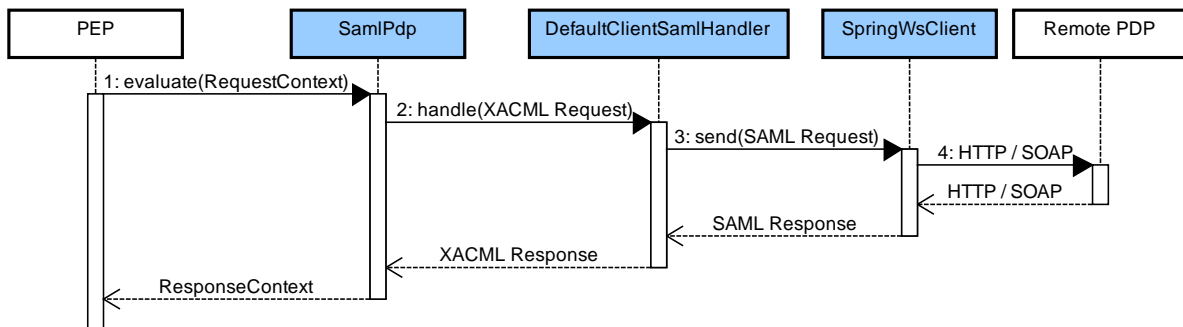 PEP
SamlPdp
DefaultClientSamlHandler
SpringWsClient
Remote PDP
1: evaluate(RequestContext)
2: handle(XACML Request)
3: send(SAML Request)
4: HTTP / SOAP
HTTP / SOAP
SAML Response
XACML Response
ResponseContext